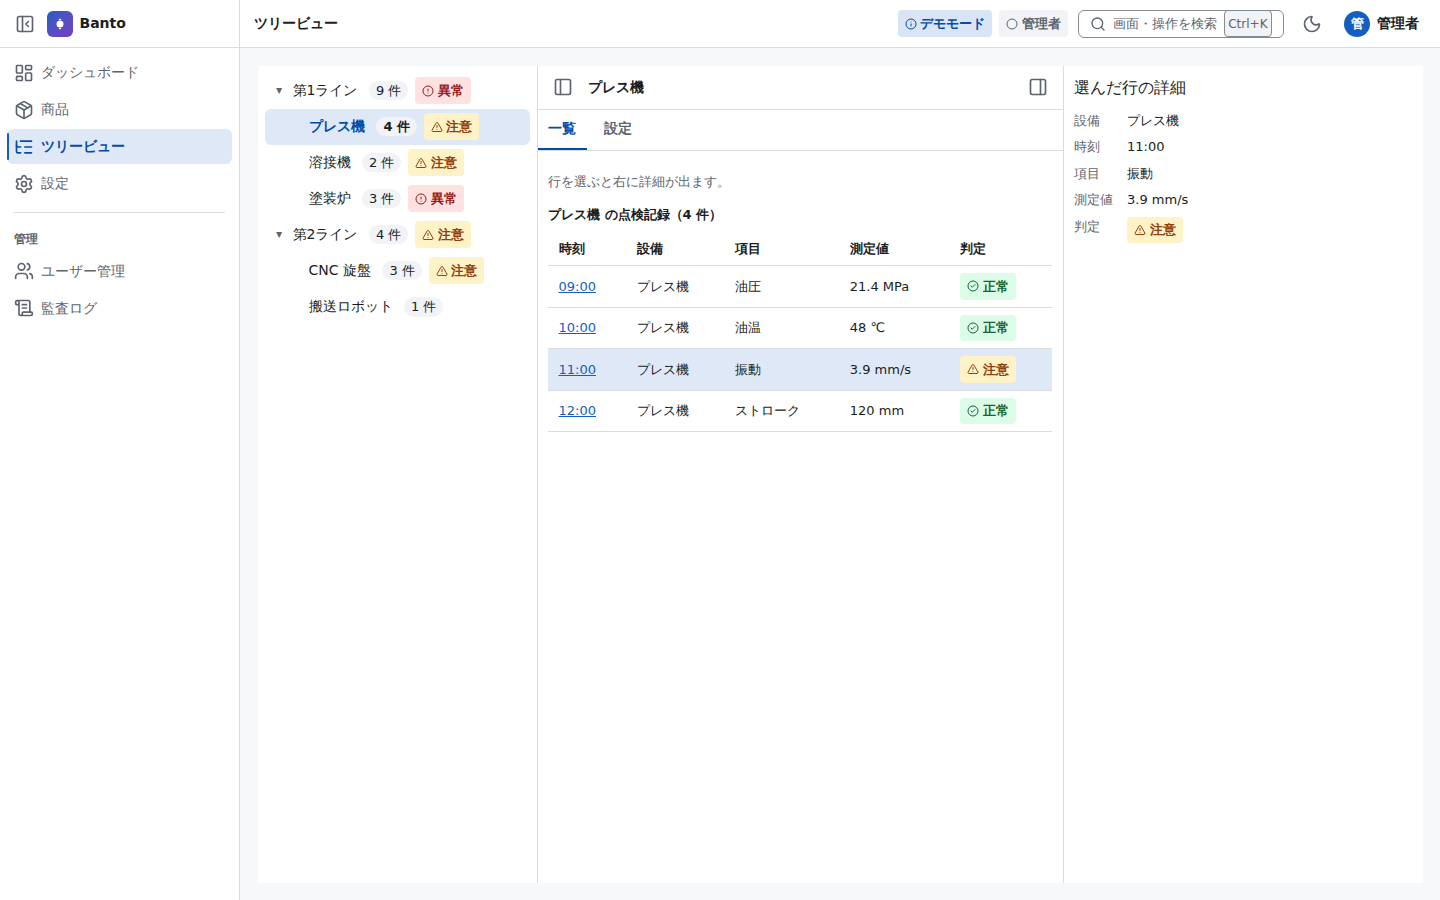 Banto
ツリービュー
デモモード
管理者
画面・操作を検索 Ctrl+K
管 管理者
ダッシュボード
商品
ツリービュー
設定
管理
ユーザー管理
監査ログ
▼ 第1ライン 9 件 異常
プレス機 4 件 注意
溶接機 2 件 注意
塗装炉 3 件 異常
▼ 第2ライン 4 件 注意
CNC 旋盤 3 件 注意
搬送ロボット 1 件
プレス機
一覧 設定
行を選ぶと右に詳細が出ます。
プレス機 の点検記録（4 件）
時刻 設備 項目 測定値 判定
09:00 プレス機 油圧 21.4 MPa 正常
10:00 プレス機 油温 48 ℃ 正常
11:00 プレス機 振動 3.9 mm/s 注意
12:00 プレス機 ストローク 120 mm 正常
選んだ行の詳細
設備 プレス機
時刻 11:00
項目 振動
測定値 3.9 mm/s
判定 注意